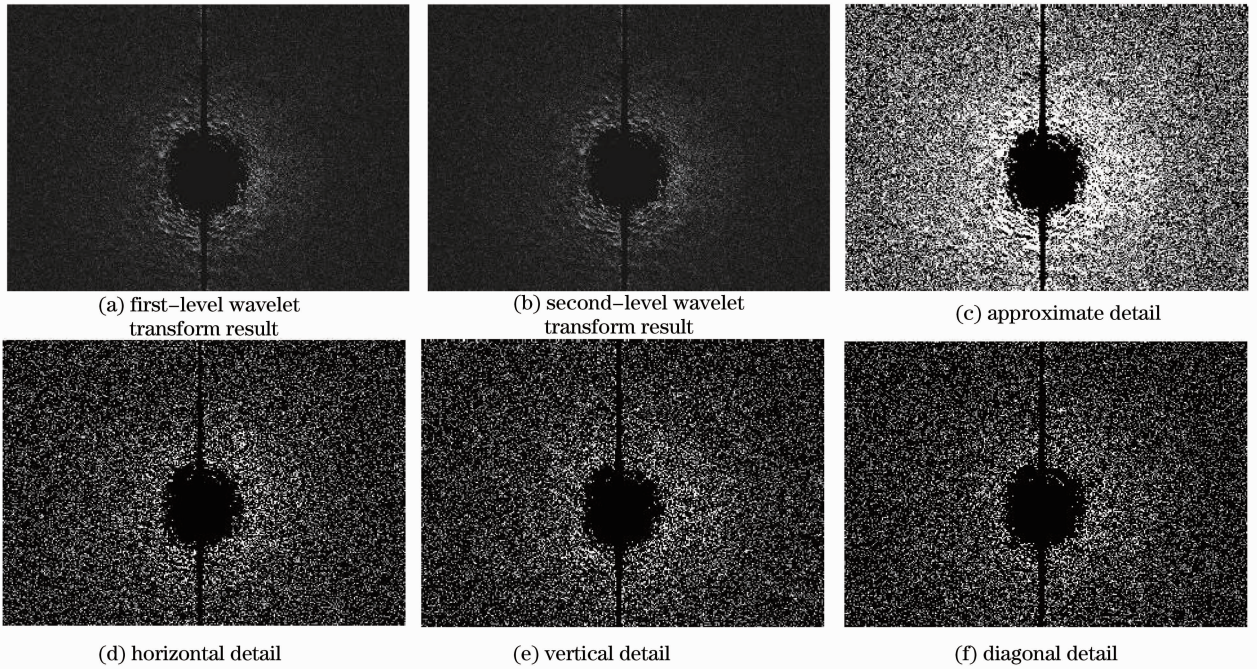 (a) first–level wavelet
transform result
(b) second–level wavelet
transform result
(c) approximate detail
(d) horizontal detail
(e) vertical detail
(f) diagonal detail